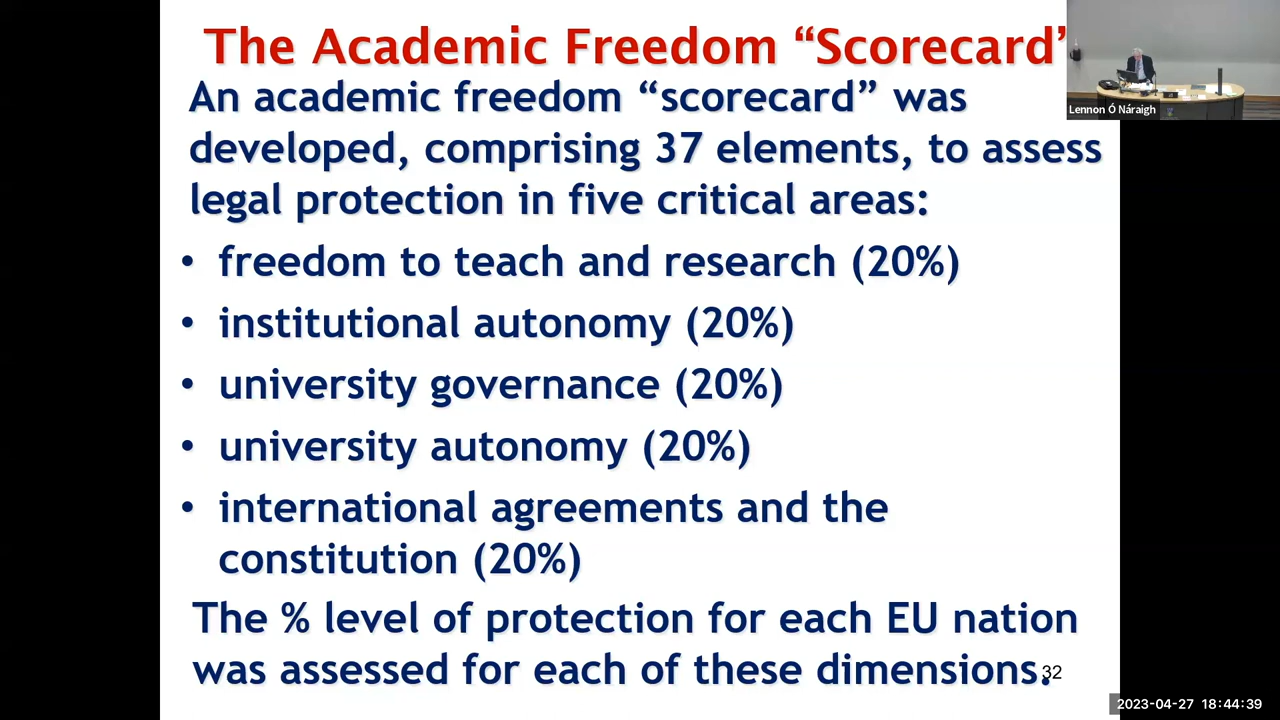 The Academic Freedom “Scorecard”
An academic freedom “scorecard” was
developed, comprising 37 elements, to assess
legal protection in five critical areas:
• freedom to teach and research (20%)
• institutional autonomy (20%)
• university governance (20%)
• university autonomy (20%)
• international agreements and the
constitution (20%)
The % level of protection for each EU nation
was assessed for each of these dimensions.
32
Lennon Ó Náraigh
2023-04-27 18:44:39